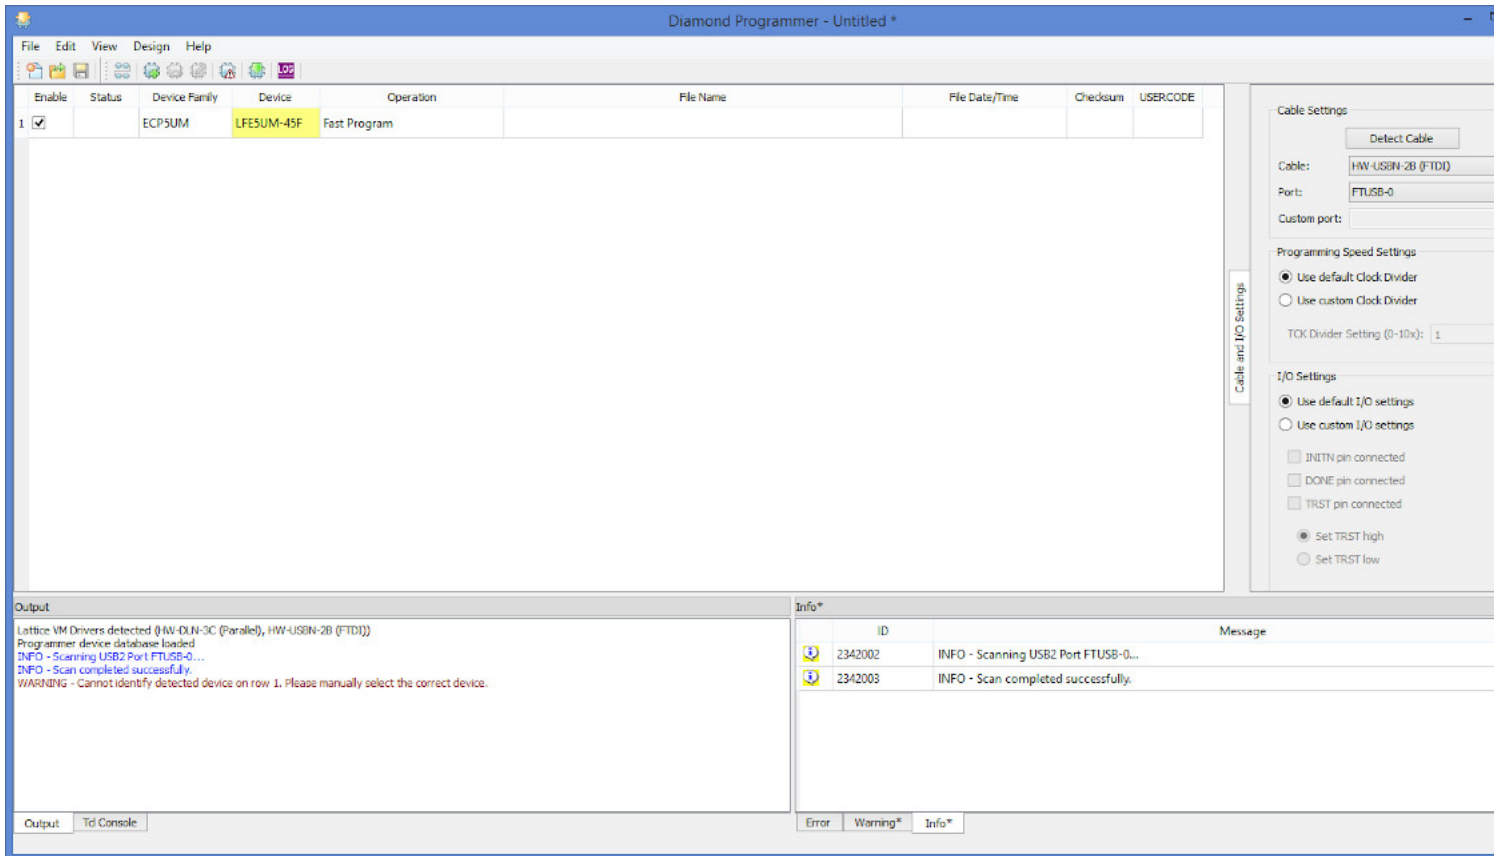 Diamond Programmer - Untitled *
File Edit View Design Help
LOG
Enable Status Device Family Device Operation File Name File Date/Time Checksum USERCODE
1 ECP5UM LFE5UM-45F Fast Program
Cable and I/O Settings
Cable Settings
Detect Cable
Cable: HW-USBN-2B (FTDI)
Port: FTUSB-0
Custom port:
Programming Speed Settings
Use default Clock Divider
Use custom Clock Divider
TCK Divider Setting (0-10x): 1
I/O Settings
Use default I/O settings
Use custom I/O settings
INITN pin connected
DONE pin connected
TRST pin connected
Set TRST high
Set TRST low
Output
Lattice VM Drivers detected (HW-DLN-3C (Parallel), HW-USBN-2B (FTDI))
Programmer device database loaded
INFO - Scanning USB2 Port FTUSB-0...
INFO - Scan completed successfully.
WARNING - Cannot identify detected device on row 1. Please manually select the correct device.
Output Tcl Console
Info*
ID Message
2342002 INFO - Scanning USB2 Port FTUSB-0...
2342003 INFO - Scan completed successfully.
Error Warning* Info*